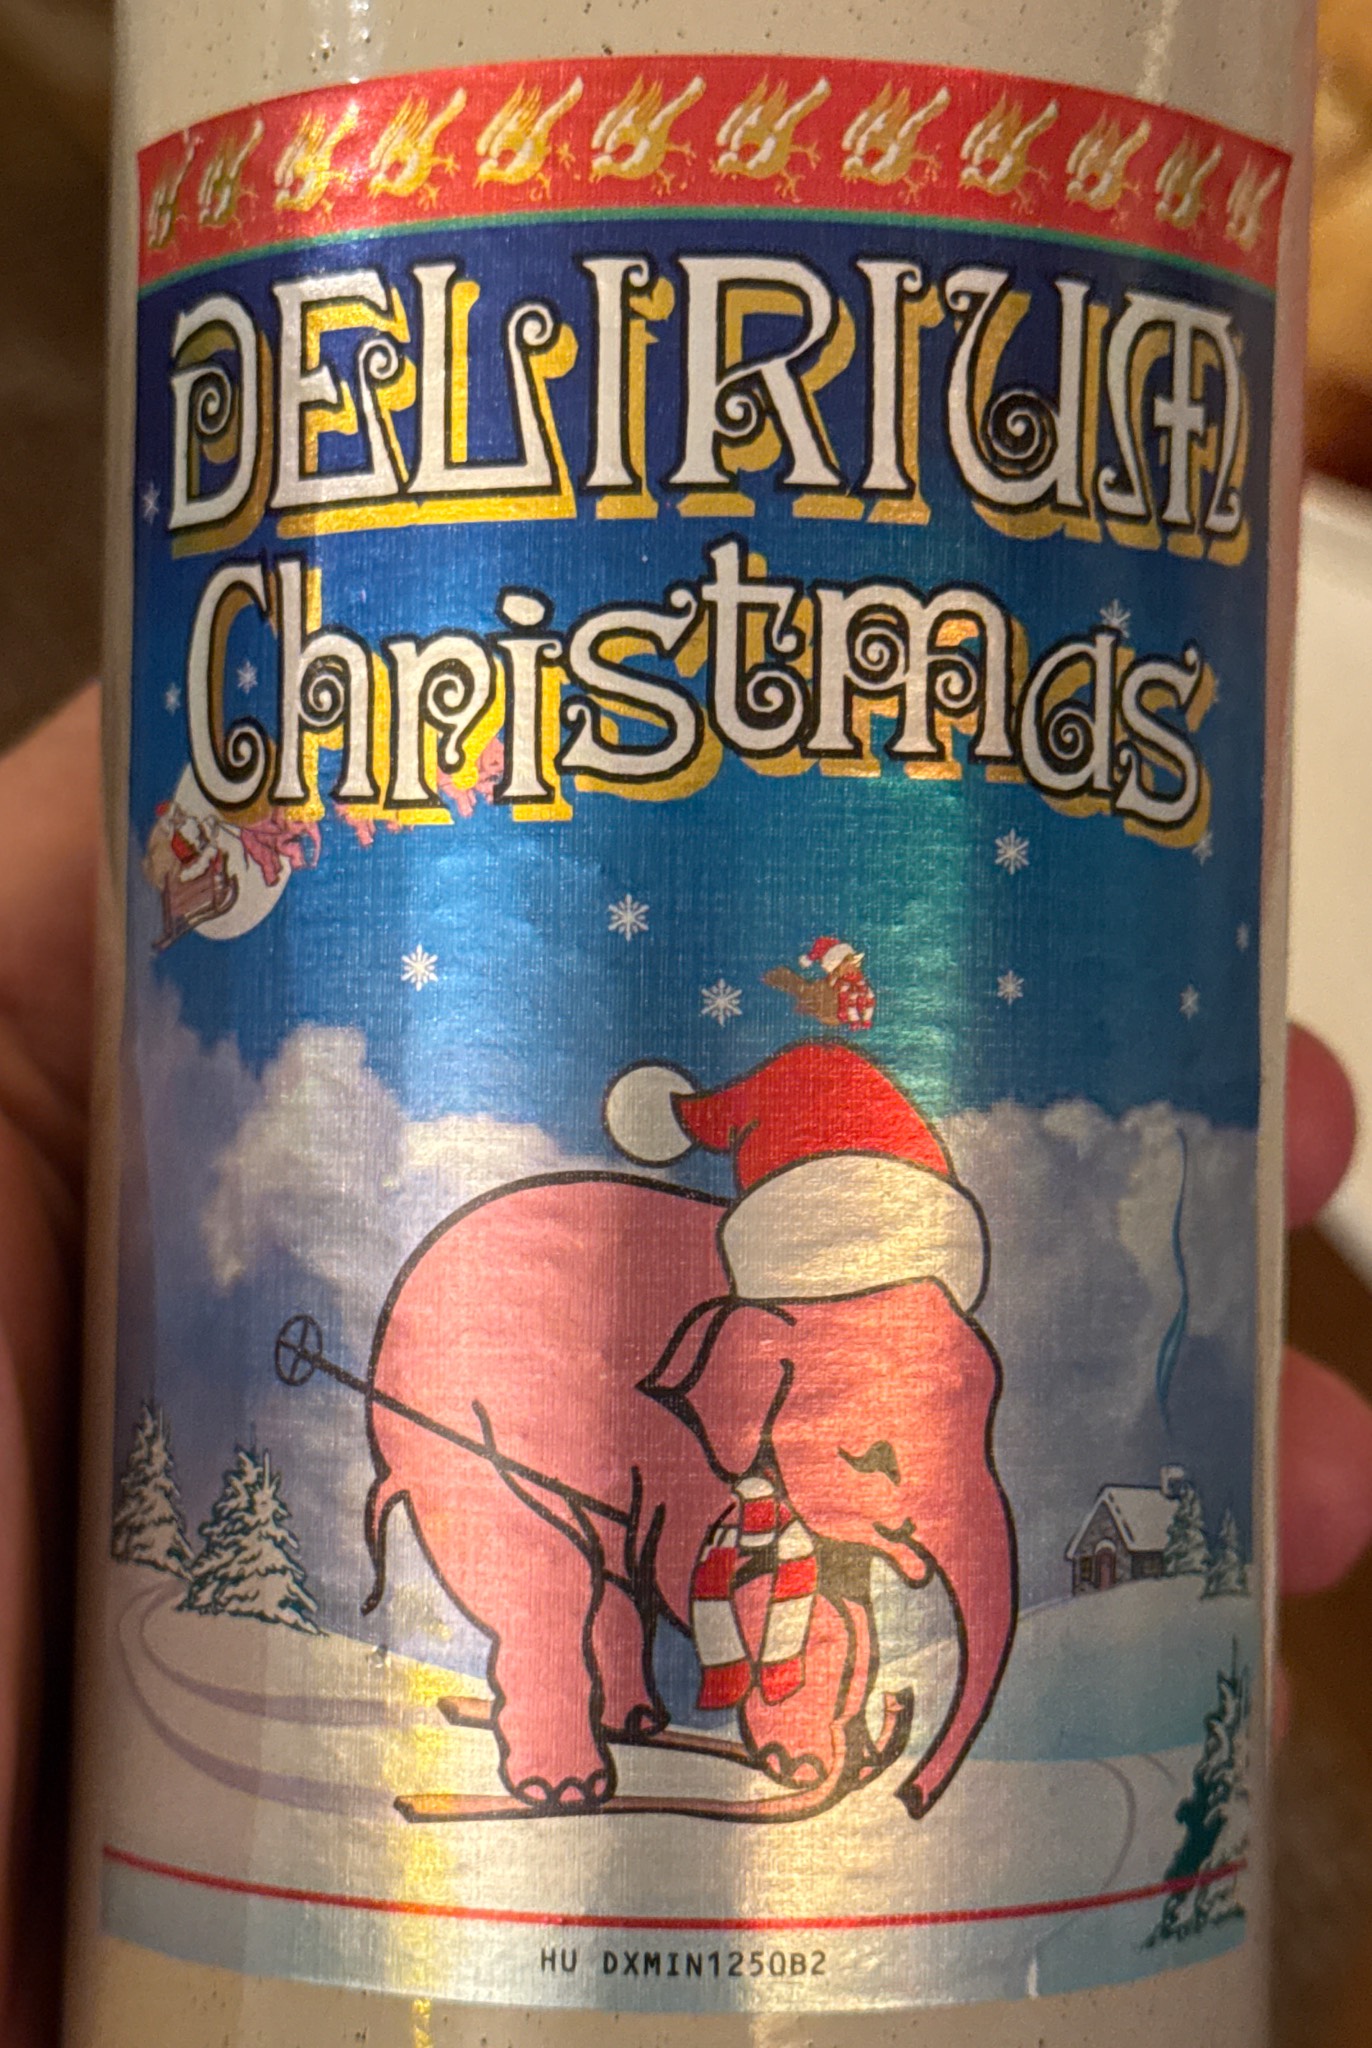 DELIRIUM
Christmas
HU DXMIN1250B2